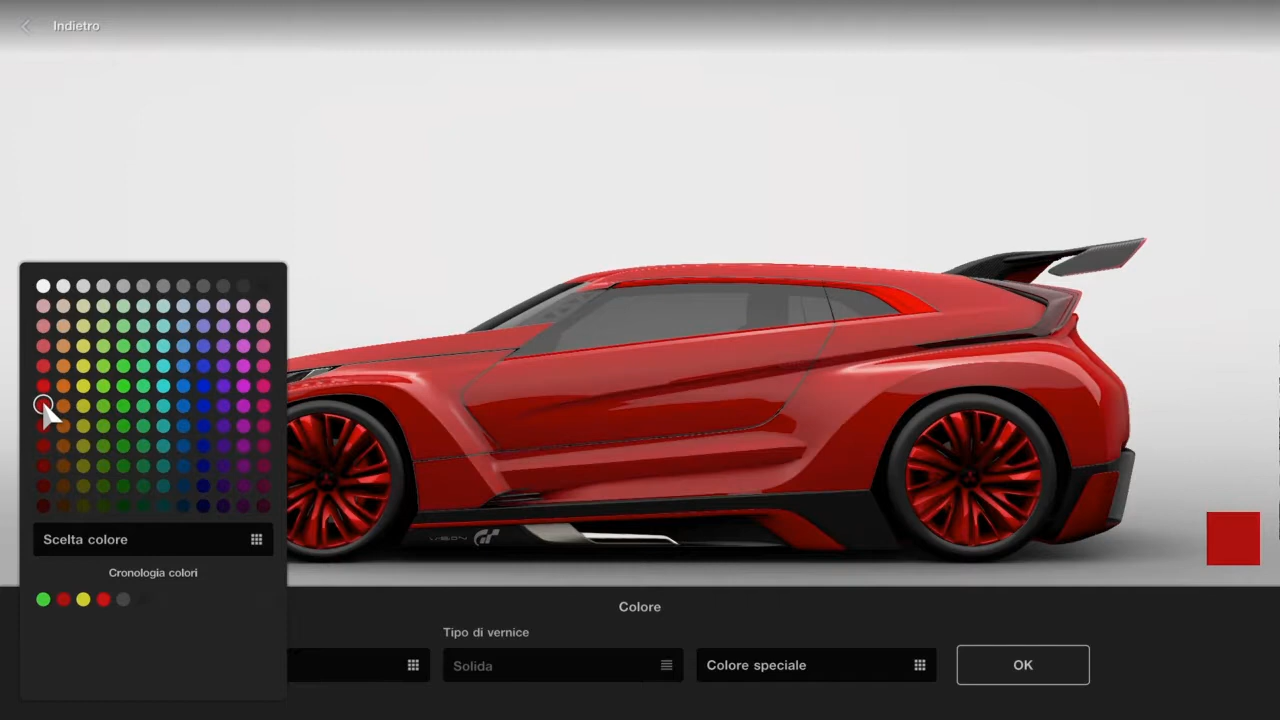 Indietro
Scelta colore
Cronologia colori
Colore
Tipo di vernice
Solida
Colore speciale
OK